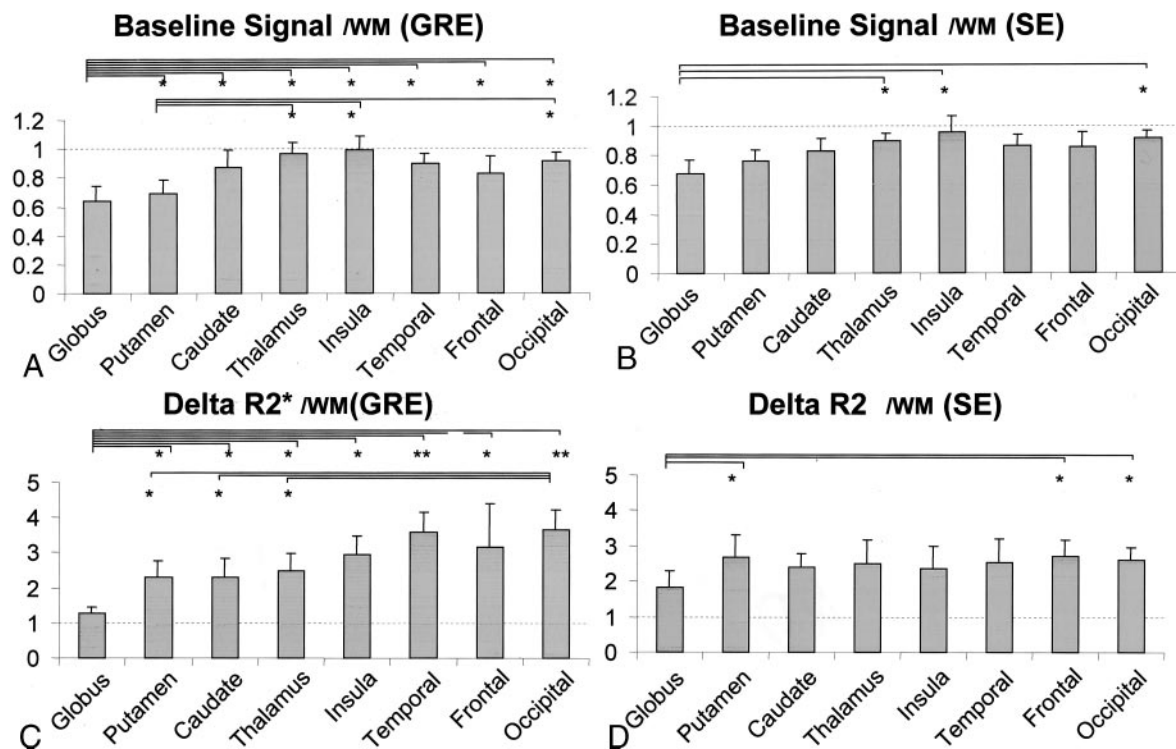 Baseline Signal /WM (GRE)
* * * * * * *
* * *
1.2
1
0.8
0.6
0.4
0.2
0
Globus
Putamen
Caudate
Thalamus
Insula
Temporal
Frontal
Occipital
A
Baseline Signal /WM (SE)
* * *
1.2
1
0.8
0.6
0.4
0.2
0
Globus
Putamen
Caudate
Thalamus
Insula
Temporal
Frontal
Occipital
B
Delta R2* /WM(GRE)
* * * * ** * **
* * *
5
4
3
2
1
0
Globus
Putamen
Caudate
Thalamus
Insula
Temporal
Frontal
Occipital
C
Delta R2 /WM (SE)
* * *
5
4
3
2
1
0
Globus
Putamen
Caudate
Thalamus
Insula
Temporal
Frontal
Occipital
D